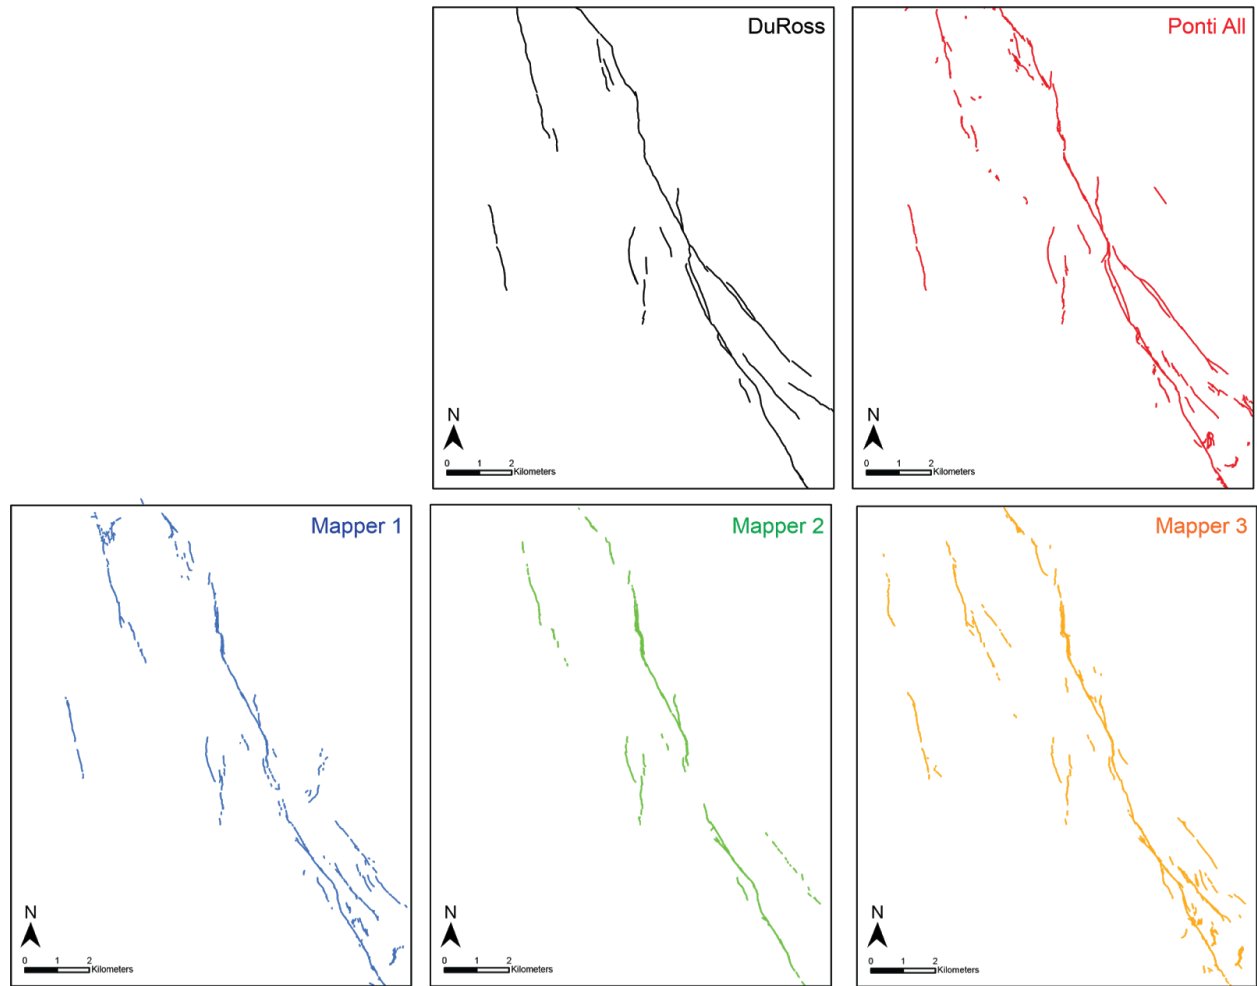 DuRoss
N
0 1 2
Kilometers
Ponti All
N
0 1 2
Kilometers
Mapper 1
N
0 1 2
Kilometers
Mapper 2
N
0 1 2
Kilometers
Mapper 3
N
0 1 2
Kilometers